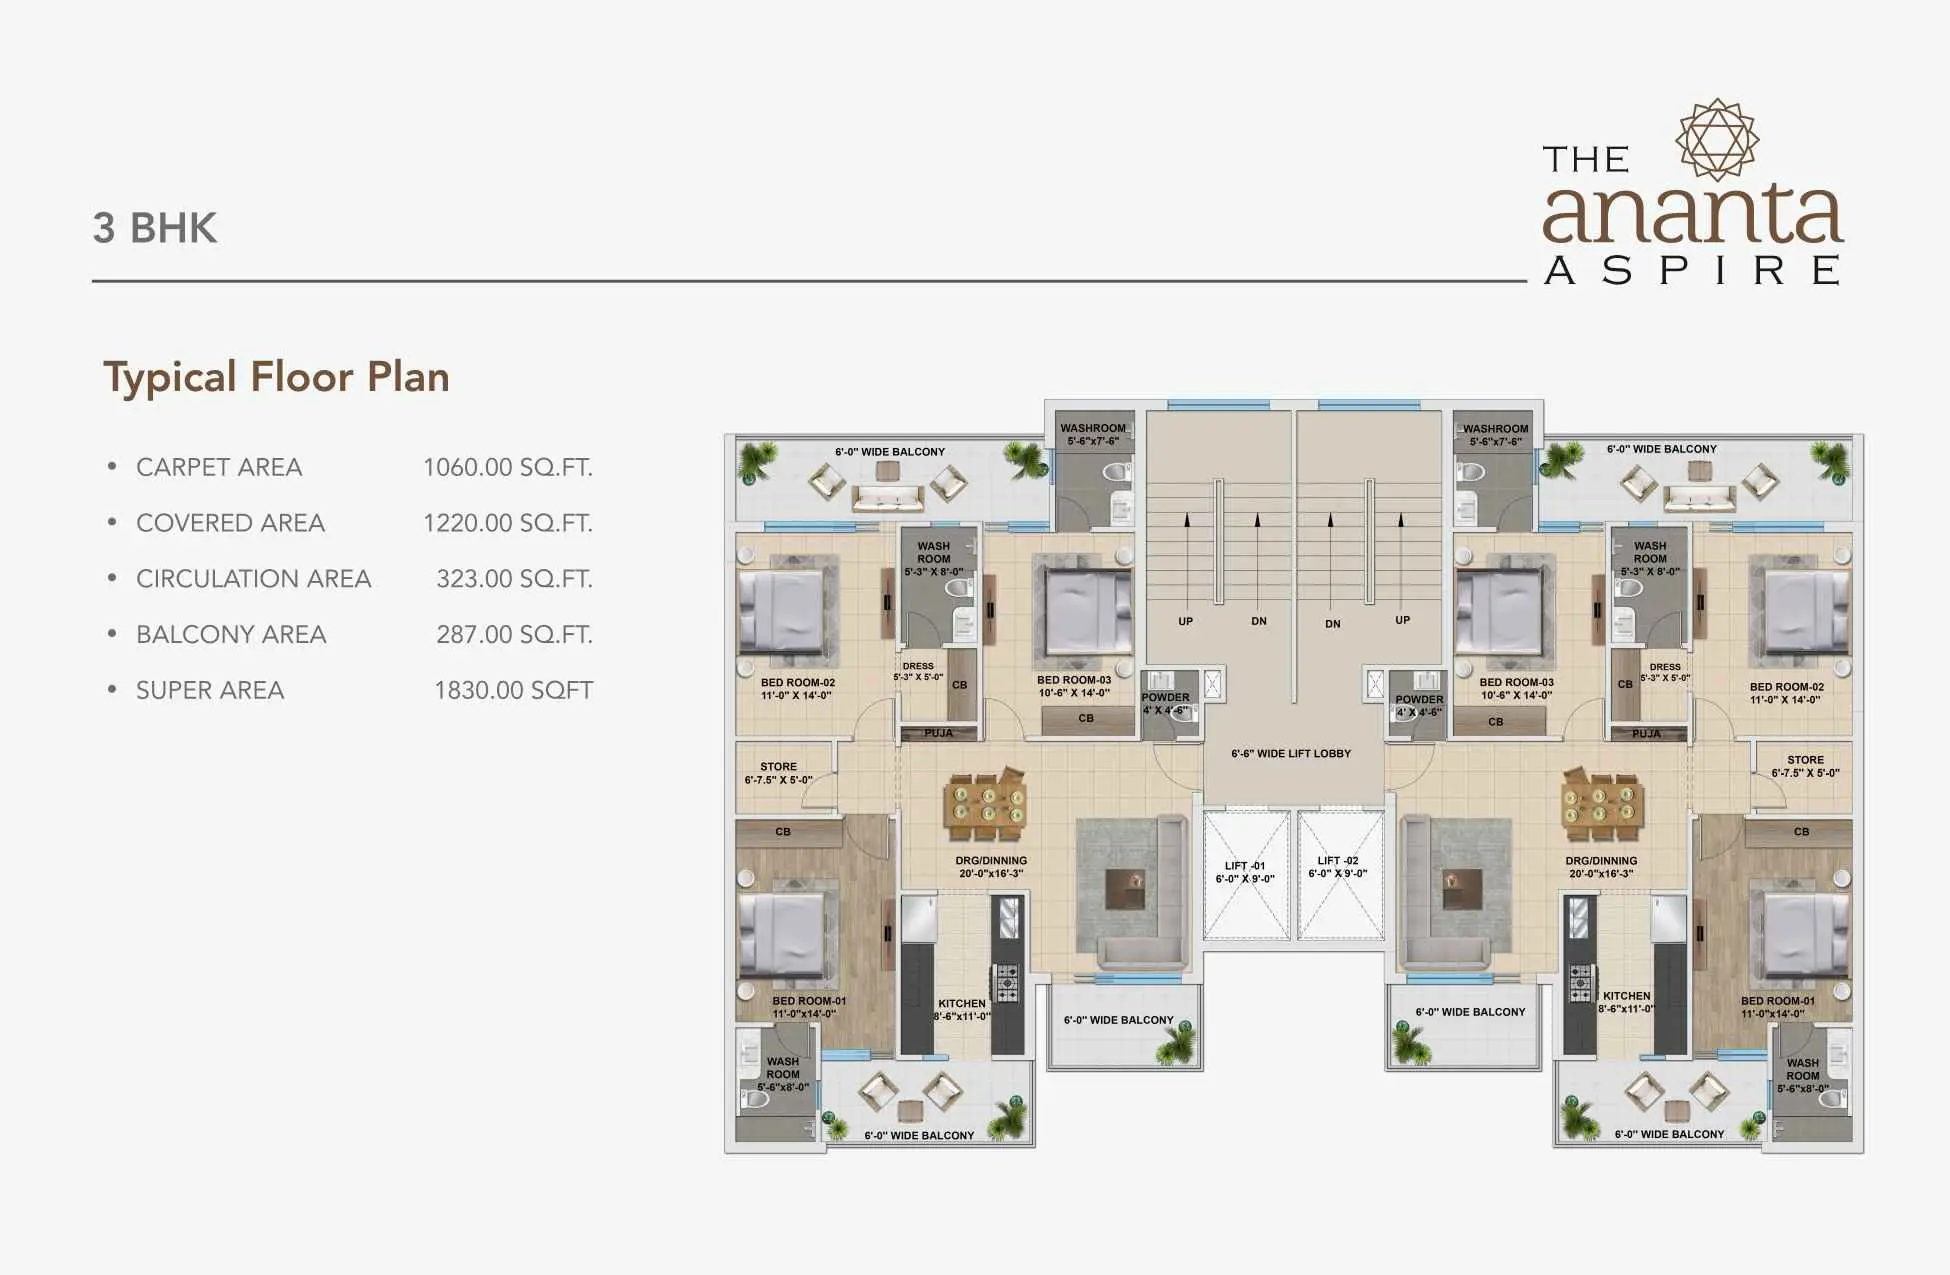 THE
ananta
ASPIRE
3 BHK
Typical Floor Plan
• CARPET AREA 1060.00 SQ.FT.
• COVERED AREA 1220.00 SQ.FT.
• CIRCULATION AREA 323.00 SQ.FT.
• BALCONY AREA 287.00 SQ.FT.
• SUPER AREA 1830.00 SQFT
6'-0" WIDE BALCONY
WASHROOM
5'-6"x7'-6"
WASHROOM
5'-6"x7'-6"
6'-0" WIDE BALCONY
WASH
ROOM
5'-3" X 8'-0"
WASH
ROOM
5'-3" X 8'-0"
UP
DN
DN
UP
BED ROOM-02
11'-0" X 14'-0"
DRESS
5'-3" X 5'-0"
CB
BED ROOM-03
10'-6" X 14'-0"
CB
POWDER
4' X 4'-6"
POWDER
4' X 4'-6"
BED ROOM-03
10'-6" X 14'-0"
CB
CB
DRESS
5'-3" X 5'-0"
BED ROOM-02
11'-0" X 14'-0"
PUJA
PUJA
6'-6" WIDE LIFT LOBBY
STORE
6'-7.5" X 5'-0"
STORE
6'-7.5" X 5'-0"
CB
CB
DRG/DINNING
20'-0"x16'-3"
LIFT -01
6'-0" X 9'-0"
LIFT -02
6'-0" X 9'-0"
DRG/DINNING
20'-0"x16'-3"
BED ROOM-01
11'-0"x14'-0"
KITCHEN
8'-6"x11'-0"
6'-0" WIDE BALCONY
6'-0" WIDE BALCONY
KITCHEN
8'-6"x11'-0"
BED ROOM-01
11'-0"x14'-0"
WASH
ROOM
5'-6"x8'-0"
WASH
ROOM
5'-6"x8'-0"
6'-0" WIDE BALCONY
6'-0" WIDE BALCONY